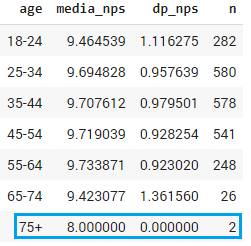 age media_nps dp_nps n
18-24 9.464539 1.116275 282
25-34 9.694828 0.957639 580
35-44 9.707612 0.979501 578
45-54 9.719039 0.928254 541
55-64 9.733871 0.923020 248
65-74 9.423077 1.361560 26
75+ 8.000000 0.000000 2